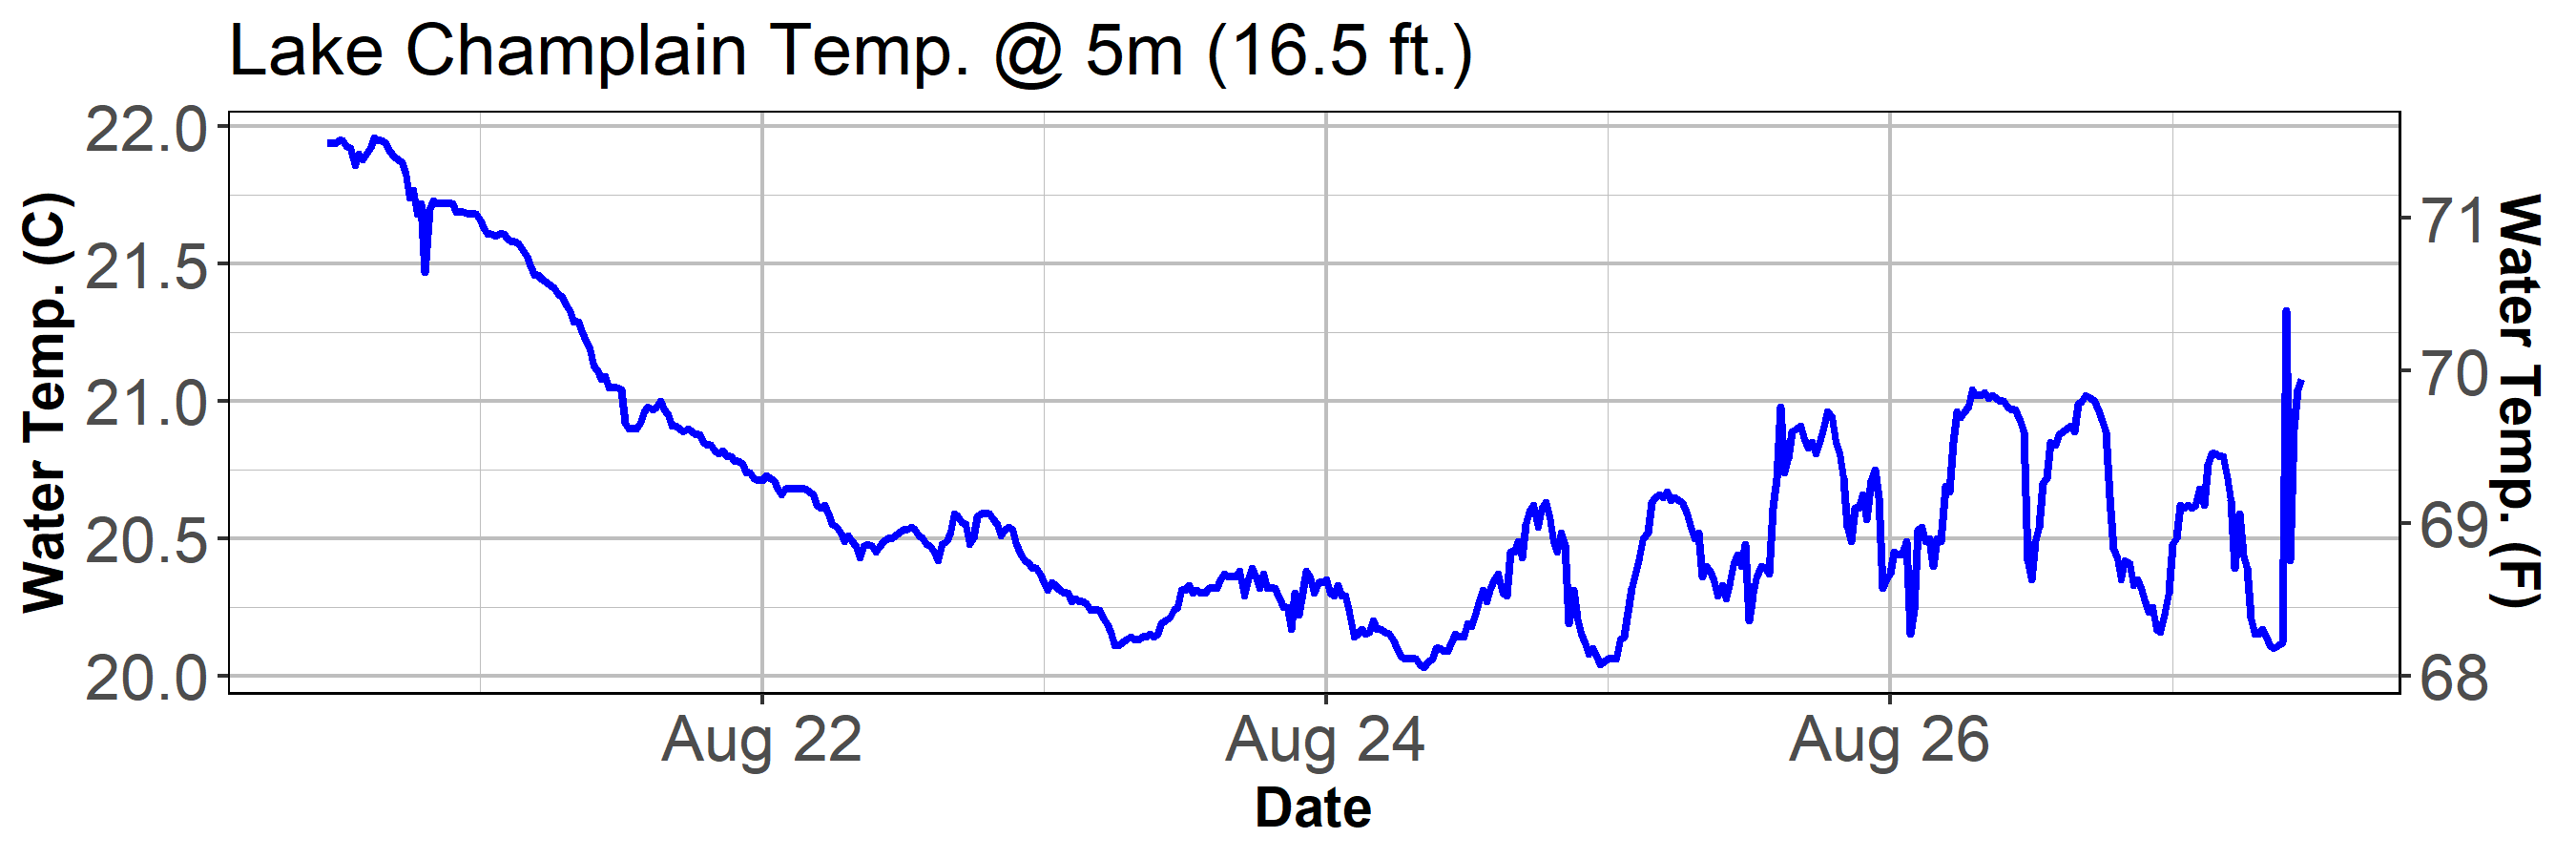 Lake Champlain Temp. @ 5m (16.5 ft.)
Water Temp. (C)
22.0
21.5
21.0
20.5
20.0
71
70
69
68
Water Temp. (F)
Aug 22 Aug 24 Aug 26
Date